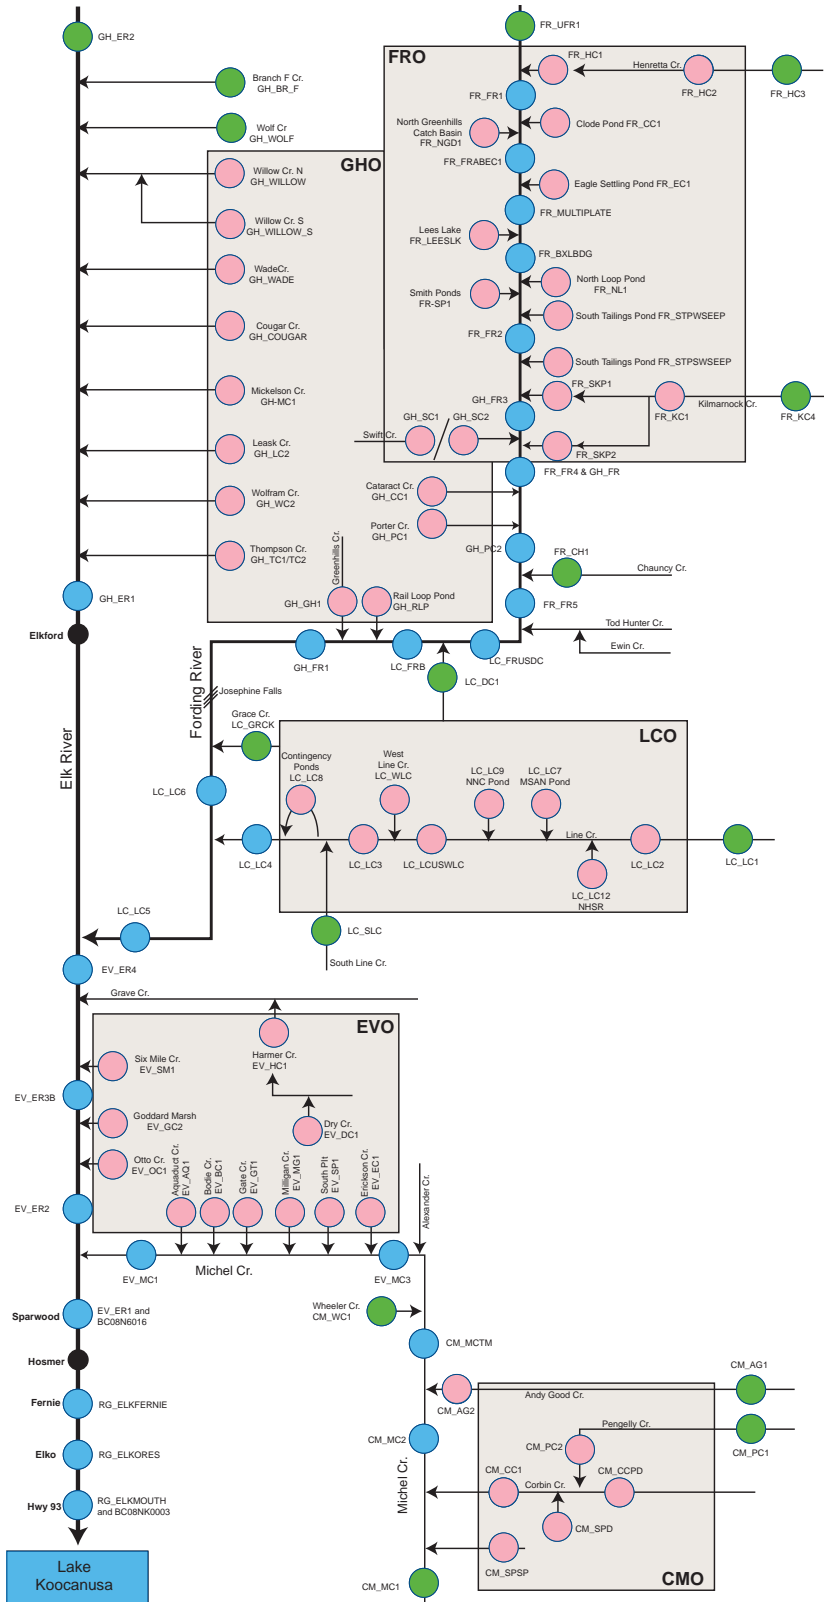 FR_UFR1
GH_ER2
FRO
FR_HC1
Henretta Cr.
FR_HC2
FR_HC3
Branch F Cr.
GH_BR_F
FR_FR1
North Greenhills
Catch Basin
FR_NGD1
Clode Pond FR_CC1
Wolf Cr
GH_WOLF
GHO
FR_FRABEC1
Willow Cr. N
GH_WILLOW
Eagle Settling Pond FR_EC1
FR_MULTIPLATE
Willow Cr. S
GH_WILLOW_S
Lees Lake
FR_LEESLK
FR_BXLBDG
WadeCr.
GH_WADE
North Loop Pond
FR_NL1
Smith Ponds
FR-SP1
South Tailings Pond FR_STPWSEEP
Cougar Cr.
GH_COUGAR
FR_FR2
South Tailings Pond FR_STPSWSEEP
Mickelson Cr.
GH-MC1
FR_SKP1
GH_FR3
Kilmarnock Cr.
FR_KC1
FR_KC4
GH_SC1
GH_SC2
Swift Cr.
FR_SKP2
Leask Cr.
GH_LC2
FR_FR4 & GH_FR
Cataract Cr.
GH_CC1
Wolfram Cr.
GH_WC2
Porter Cr.
GH_PC1
GH_PC2
Thompson Cr.
GH_TC1/TC2
FR_CH1
Chauncy Cr.
Greenhills Cr.
GH_GH1
Rail Loop Pond
GH_RLP
GH_ER1
FR_FR5
Tod Hunter Cr.
Ewin Cr.
Elkford
GH_FR1
LC_FRB
LC_FRUSDC
LC_DC1
Fording River
Josephine Falls
Elk River
Grace Cr.
LC_GRCK
LCO
Contingency
Ponds
LC_LC8
West
Line Cr.
LC_WLC
LC_LC9
NNC Pond
LC_LC7
MSAN Pond
LC_LC6
LC_LC4
LC_LC3
LC_LCUSWLC
Line Cr.
LC_LC2
LC_LC1
LC_LC12
NHSR
LC_LC5
LC_SLC
South Line Cr.
EV_ER4
Grave Cr.
EVO
Harmer Cr.
EV_HC1
Six Mile Cr.
EV_SM1
EV_ER3B
Goddard Marsh
EV_GC2
Dry Cr.
EV_DC1
Otto Cr.
EV_OC1
Aquaduct Cr.
EV_AQ1
Bodie Cr.
EV_BC1
Gate Cr.
EV_GT1
Milligan Cr.
EV_MG1
South Pit
EV_SP1
Erickson Cr.
EV_EC1
Alexander Cr.
EV_ER2
EV_MC1
Michel Cr.
EV_MC3
Sparwood
EV_ER1 and
BC08N6016
Wheeler Cr.
CM_WC1
CM_MCTM
Hosmer
CM_AG1
Andy Good Cr.
CM_AG2
Fernie
RG_ELKFERNIE
Pengelly Cr.
CM_PC1
CM_PC2
CM_MC2
Elko
RG_ELKORES
Michel Cr.
CM_CC1
Corbin Cr.
CM_CCPD
Hwy 93
RG_ELKMOUTH
and BC08NK0003
CM_SPD
CM_SPSP
CMO
CM_MC1
Lake
Koocanusa